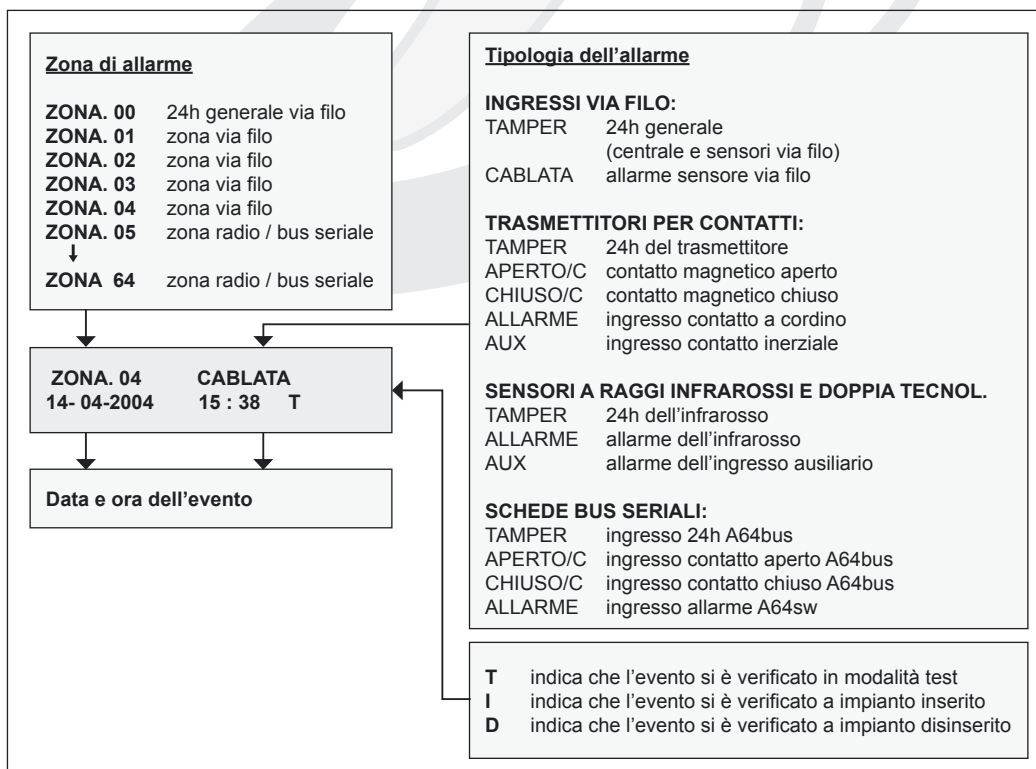 Zona di allarme
ZONA. 00 24h generale via filo
ZONA. 01 zona via filo
ZONA. 02 zona via filo
ZONA. 03 zona via filo
ZONA. 04 zona via filo
ZONA. 05 zona radio / bus seriale
ZONA 64 zona radio / bus seriale
ZONA. 04 CABLATA
14- 04-2004 15 : 38 T
Data e ora dell'evento
Tipologia dell'allarme
INGRESSI VIA FILO:
TAMPER 24h generale
(centrale e sensori via filo)
CABLATA allarme sensore via filo
TRASMETTITORI PER CONTATTI:
TAMPER 24h del trasmettitore
APERTO/C contatto magnetico aperto
CHIUSO/C contatto magnetico chiuso
ALLARME ingresso contatto a cordino
AUX ingresso contatto inerziale
SENSORI A RAGGI INFRAROSSI E DOPPIA TECNOL.
TAMPER 24h dell'infrarosso
ALLARME allarme dell'infrarosso
AUX allarme dell'ingresso ausiliario
SCHEDE BUS SERIALI:
TAMPER ingresso 24h A64bus
APERTO/C ingresso contatto aperto A64bus
CHIUSO/C ingresso contatto chiuso A64bus
ALLARME ingresso allarme A64sw
T indica che l'evento si è verificato in modalità test
I indica che l'evento si è verificato a impianto inserito
D indica che l'evento si è verificato a impianto disinserito